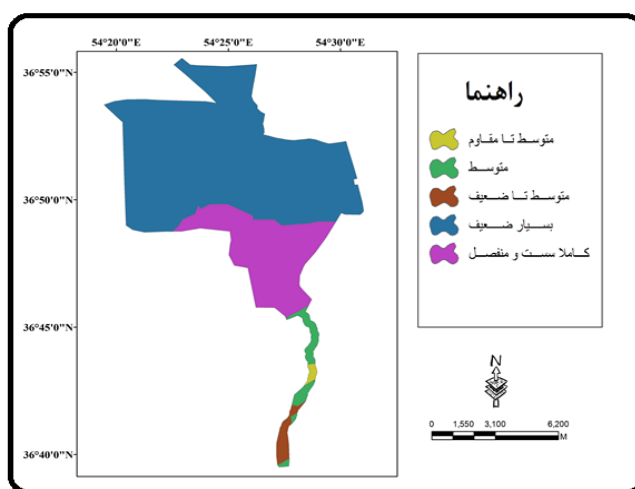 54°20'0"E 54°25'0"E 54°30'0"E
36°55'0"N
36°50'0"N
36°45'0"N
36°40'0"N
راهنما
متوسط تا مقاوم
متوسط
متوسط تا ضعیف
بسیار ضعیف
کاملا سست و منفصل
N
0 1,550 3,100 6,200
M